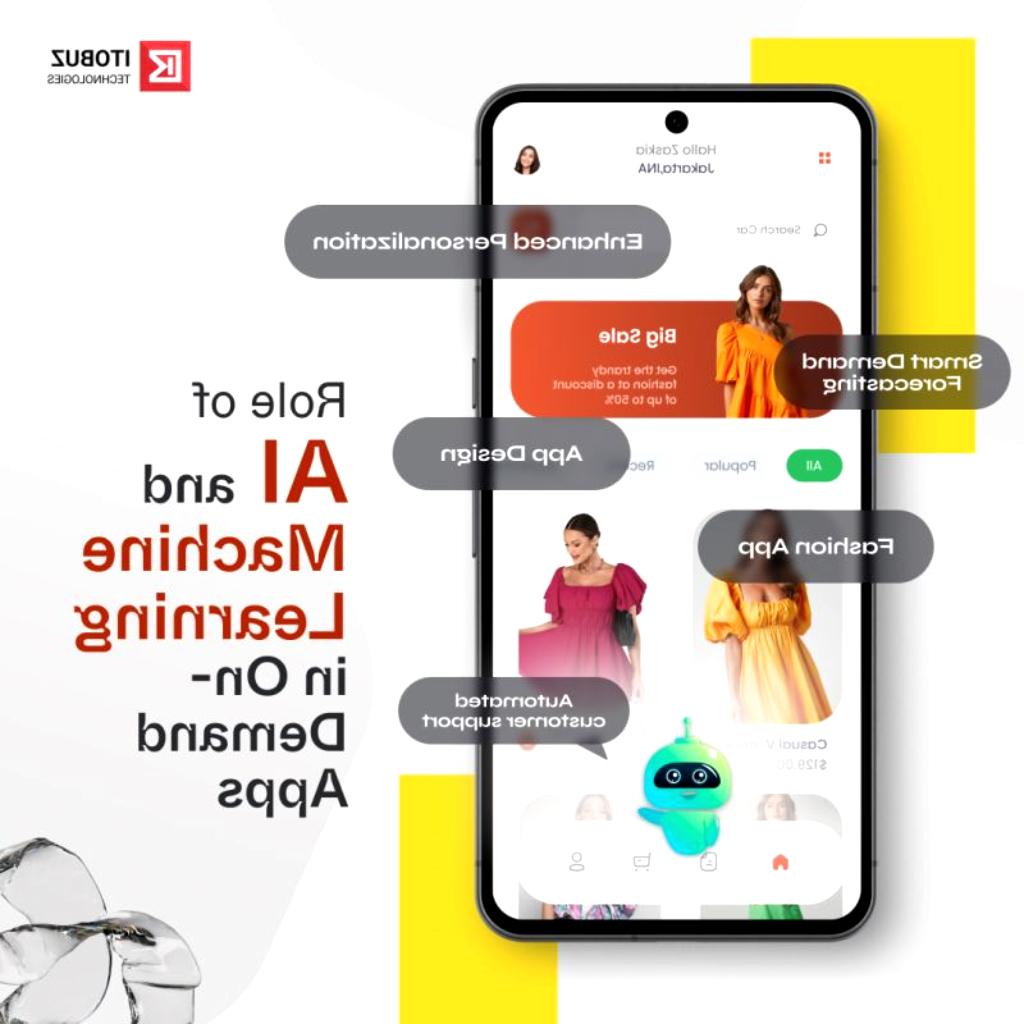 ITOBUZ
TECHNOLOGIES
Hallo Zaskia
Jakarta,INA
Search Car
Enhanced Personalization
Big Sale
Get the trandy
fashion at a discount
of up to 50%
Smart Demand
Forecasting
Role of
AI and
Machine
Learning
in On-
Demand
Apps
App Design
All
Popular
Fashion App
Automated
customer support
Casual V
$129.00